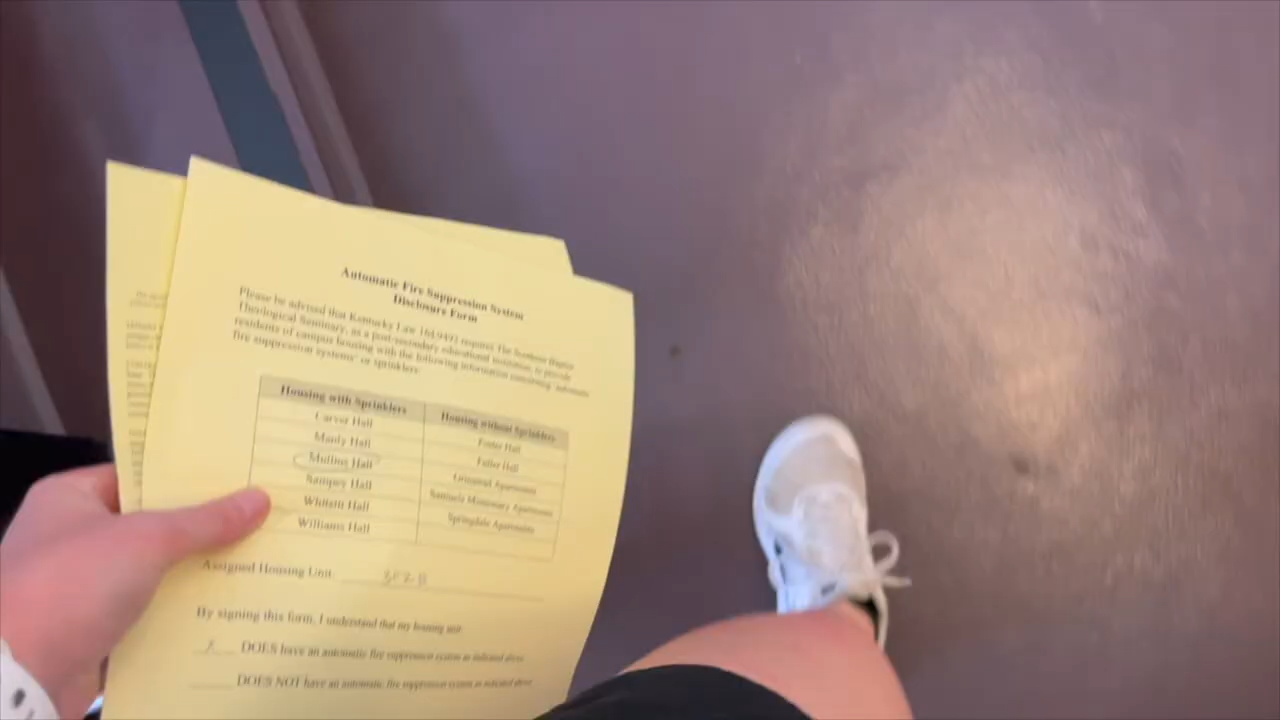 Automatic Fire Suppression System
Disclosure Form
Please be advised that Kentucky Law 164.9493 requires The Southern Baptist
Theological Seminary, as a post-secondary educational institution, to provide
residents of campus housing with the following information concerning automatic
fire suppression systems or sprinklers
Housing with Sprinklers
Carver Hall
Manly Hall
Mullins Hall
Sampey Hall
Whitsitt Hall
Williams Hall
Housing without Sprinklers
Foster Hall
Fuller Hall
Grinstead Apartments
Samuels Missionary Apartments
Springdale Apartments
Assigned Housing Unit
By signing this form, I understand that my housing unit:
X DOES have an automatic fire suppression system as indicated above
DOES NOT have an automatic fire suppression system as indicated above